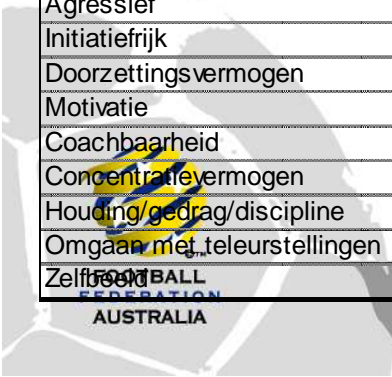 Agressief
Initiatiefrijk
Doorzettingsvermogen
Motivatie
Coachbaarheid
Concentratievermogen
Houding/gedrag/discipline
Omgaan met teleurstellingen
Zelfbeeld
FOOTBALL
FEDERATION
AUSTRALIA